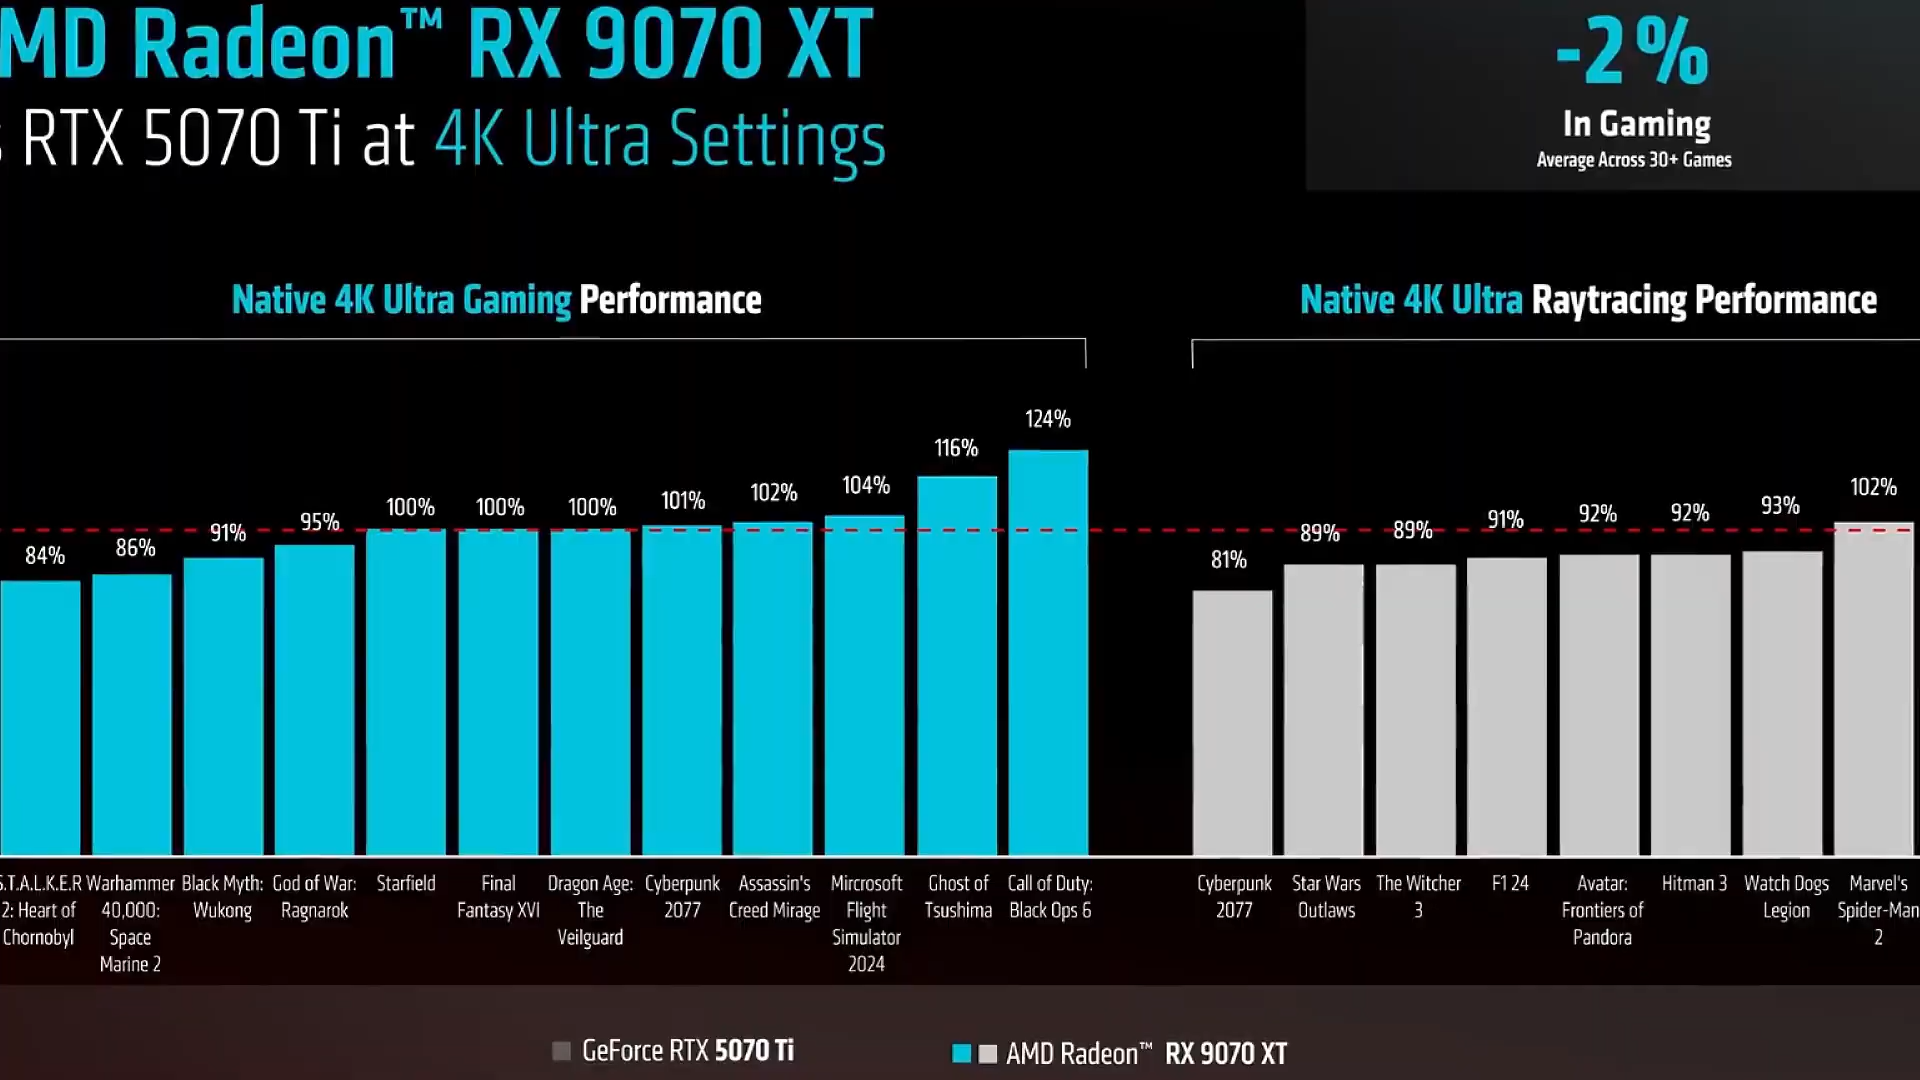 MD Radeon™ RX 9070 XT
RTX 5070 Ti at 4K Ultra Settings
-2%
In Gaming
Average Across 30+ Games
Native 4K Ultra Gaming Performance
84%
86%
91%
95%
100%
100%
100%
101%
102%
104%
116%
124%
S.T.A.L.K.E.R
2: Heart of
Chornobyl
Warhammer
40,000:
Space
Marine 2
Black Myth:
Wukong
God of War:
Ragnarok
Starfield
Final
Fantasy XVI
Dragon Age:
The
Veilguard
Cyberpunk
2077
Assassin's
Creed Mirage
Mircrosoft
Flight
Simulator
2024
Ghost of
Tsushima
Call of Duty:
Black Ops 6
Native 4K Ultra Raytracing Performance
81%
89%
89%
91%
92%
92%
93%
102%
Cyberpunk
2077
Star Wars
Outlaws
The Witcher
3
F1 24
Avatar:
Frontiers of
Pandora
Hitman 3
Watch Dogs
Legion
Marvel's
Spider-Man
2
GeForce RTX 5070 Ti
AMD Radeon™ RX 9070 XT